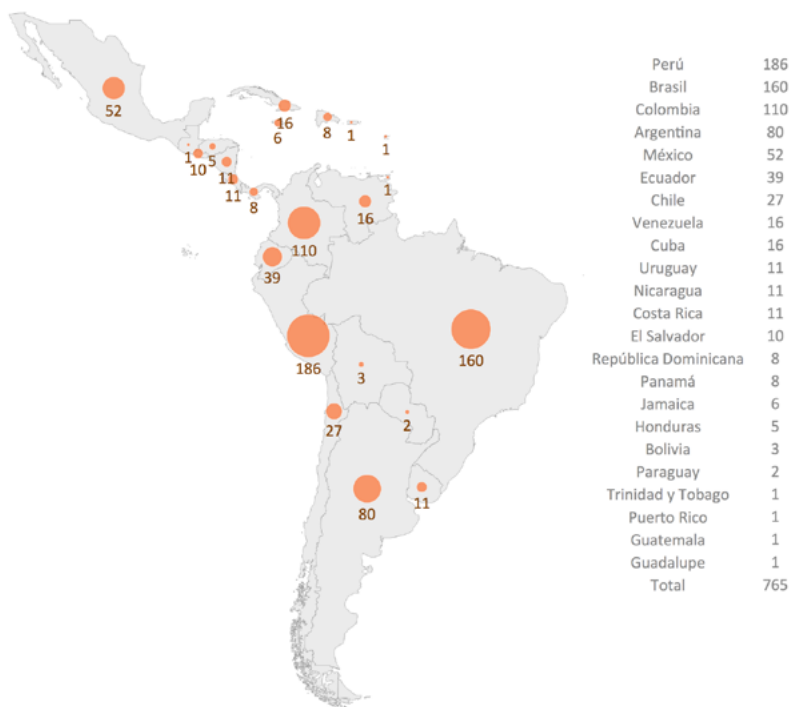 52
16
6
8
1
1
1
5
10
11
11
8
1
16
110
39
186
3
160
27
2
80
11
Perú 186
Brasil 160
Colombia 110
Argentina 80
México 52
Ecuador 39
Chile 27
Venezuela 16
Cuba 16
Uruguay 11
Nicaragua 11
Costa Rica 11
El Salvador 10
República Dominicana 8
Panamá 8
Jamaica 6
Honduras 5
Bolivia 3
Paraguay 2
Trinidad y Tobago 1
Puerto Rico 1
Guatemala 1
Guadalupe 1
Total 765